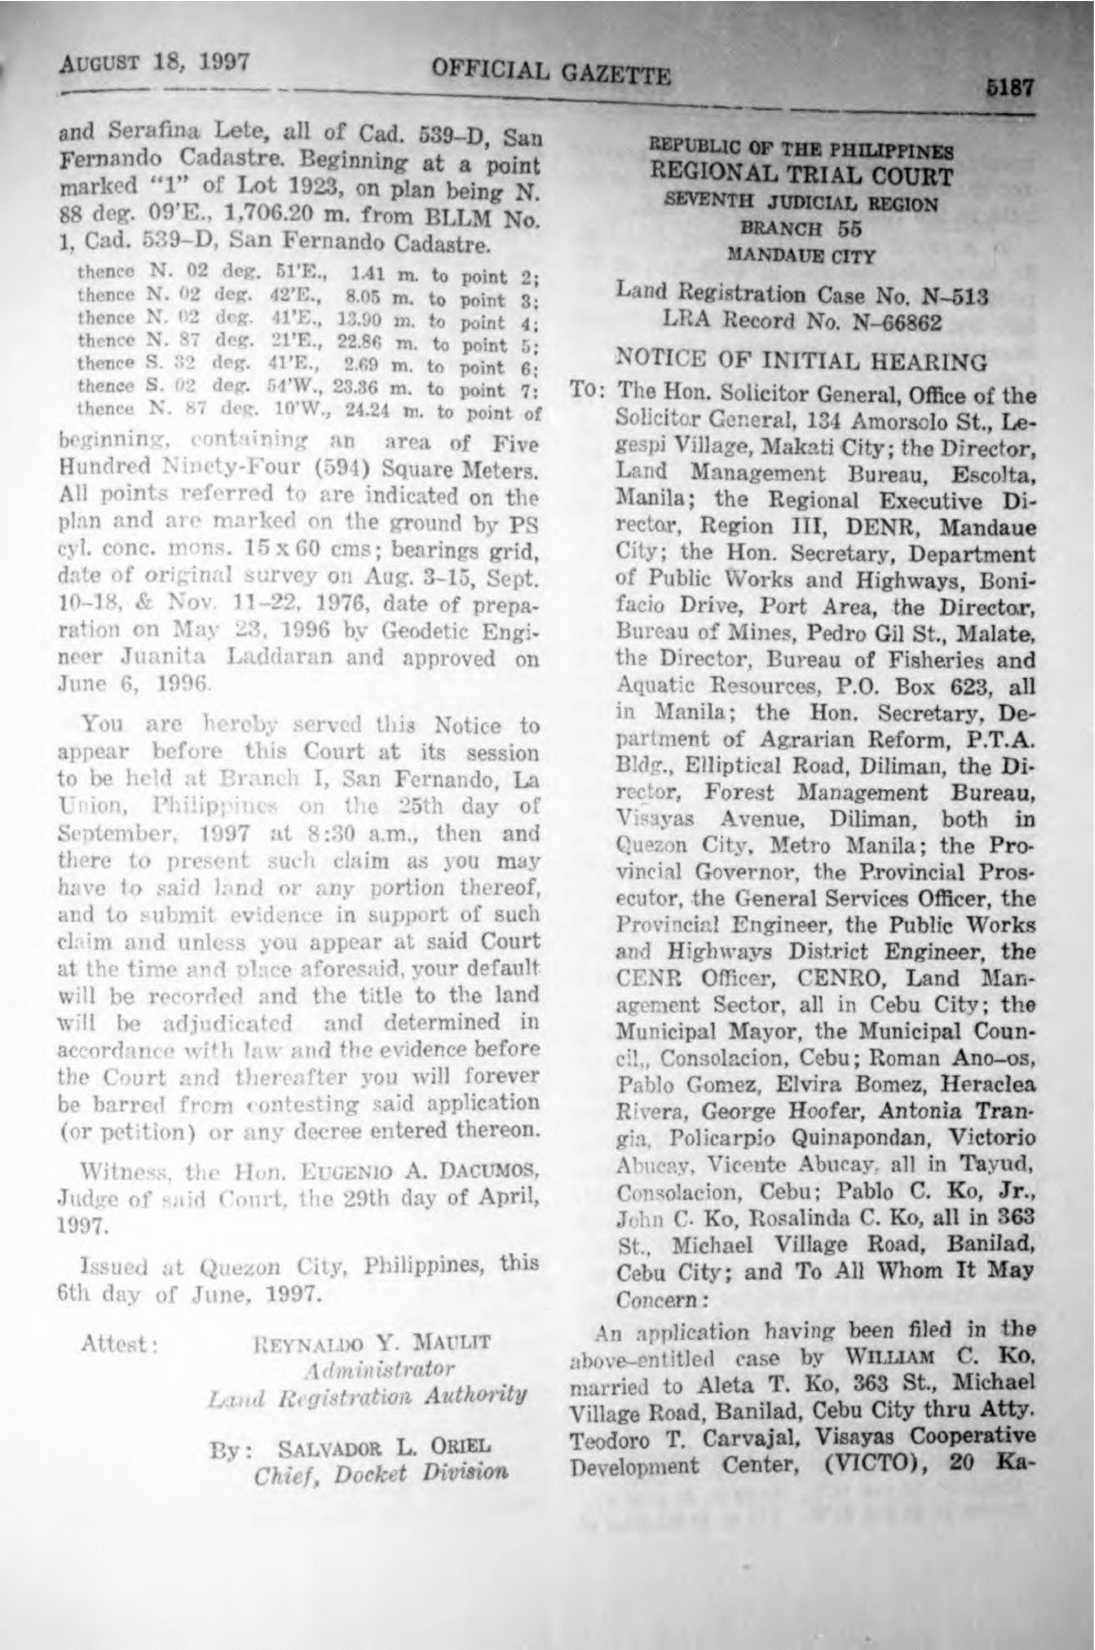 AUGUST 18, 1997
OFFICIAL GAZETTE
5187
and Serafina Lete, all of Cad. 539–D, San
Fernando Cadastre. Beginning at a point
marked “1” of Lot 1923, on plan being N.
88 deg. 09'E., 1,706.20 m. from BLLM No.
1, Cad. 539–D, San Fernando Cadastre.
thence N. 02 deg. 51'E., 1.41 m. to point 2;
thence N. 02 deg. 42'E., 8.05 m. to point 3;
thence N. 02 deg. 41'E., 13.90 m. to point 4;
thence N. 87 deg. 21'E., 22.86 m. to point 5;
thence S. 32 deg. 41'E., 2.69 m. to point 6;
thence S. 02 deg. 54'W., 23.36 m. to point 7;
thence N. 87 deg. 10'W., 24.24 m. to point of
beginning, containing an area of Five
Hundred Ninety-Four (594) Square Meters.
All points referred to are indicated on the
plan and are marked on the ground by PS
cyl. conc. mons. 15 x 60 cms; bearings grid,
date of original survey on Aug. 3–15, Sept.
10–18, & Nov. 11–22, 1976, date of prepa-
ration on May 23, 1996 by Geodetic Engi-
neer Juanita Laddaran and approved on
June 6, 1996.
You are hereby served this Notice to
appear before this Court at its session
to be held at Branch I, San Fernando, La
Union, Philippines on the 25th day of
September, 1997 at 8:30 a.m., then and
there to present such claim as you may
have to said land or any portion thereof,
and to submit evidence in support of such
claim and unless you appear at said Court
at the time and place aforesaid, your default
will be recorded and the title to the land
will be adjudicated and determined in
accordance with law and the evidence before
the Court and thereafter you will forever
be barred from contesting said application
(or petition) or any decree entered thereon.
Witness, the Hon. EUGENIO A. DACUMOS,
Judge of said Court, the 29th day of April,
1997.
Issued at Quezon City, Philippines, this
6th day of June, 1997.
Attest: REYNALDO Y. MAULIT
Administrator
Land Registration Authority
By: SALVADOR L. ORIEL
Chief, Docket Division
REPUBLIC OF THE PHILIPPINES
REGIONAL TRIAL COURT
SEVENTH JUDICIAL REGION
BRANCH 55
MANDAUE CITY
Land Registration Case No. N–513
LRA Record No. N–66862
NOTICE OF INITIAL HEARING
To: The Hon. Solicitor General, Office of the
Solicitor General, 134 Amorsolo St., Le-
gespi Village, Makati City; the Director,
Land Management Bureau, Escolta,
Manila; the Regional Executive Di-
rector, Region III, DENR, Mandaue
City; the Hon. Secretary, Department
of Public Works and Highways, Boni-
facio Drive, Port Area, the Director,
Bureau of Mines, Pedro Gil St., Malate,
the Director, Bureau of Fisheries and
Aquatic Resources, P.O. Box 623, all
in Manila; the Hon. Secretary, De-
partment of Agrarian Reform, P.T.A.
Bldg., Elliptical Road, Diliman, the Di-
rector, Forest Management Bureau,
Visayas Avenue, Diliman, both in
Quezon City, Metro Manila; the Pro-
vincial Governor, the Provincial Pros-
ecutor, the General Services Officer, the
Provincial Engineer, the Public Works
and Highways District Engineer, the
CENR Officer, CENRO, Land Man-
agement Sector, all in Cebu City; the
Municipal Mayor, the Municipal Coun-
cil,, Consolacion, Cebu; Roman Ano–os,
Pablo Gomez, Elvira Bomez, Heraclea
Rivera, George Hoofer, Antonia Tran-
gia, Policarpio Quinapondan, Victorio
Abucay, Vicente Abucay, all in Tayud,
Consolacion, Cebu; Pablo C. Ko, Jr.,
John C. Ko, Rosalinda C. Ko, all in 363
St., Michael Village Road, Banilad,
Cebu City; and To All Whom It May
Concern:
An application having been filed in the
above–entitled case by WILLIAM C. KO,
married to Aleta T. Ko, 363 St., Michael
Village Road, Banilad, Cebu City thru Atty.
Teodoro T. Carvajal, Visayas Cooperative
Development Center, (VICTO), 20 Ka-